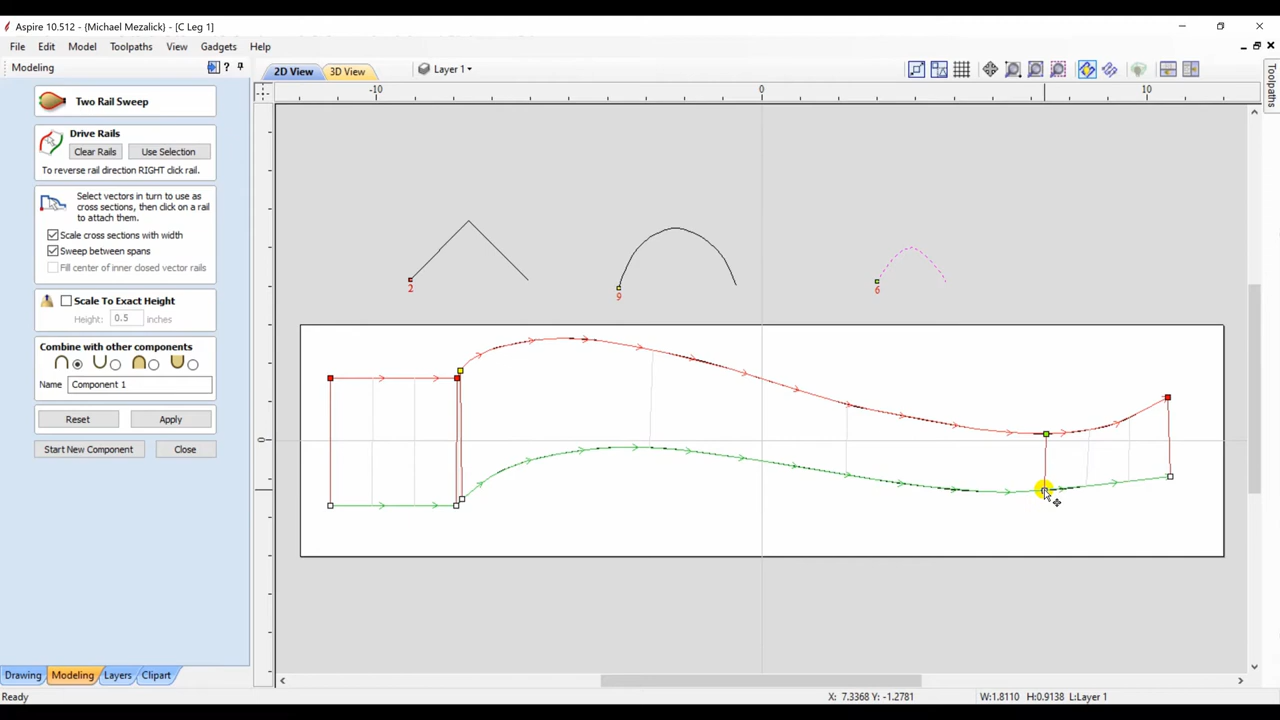 Aspire 10.512 - {Michael Mezalick} - [C Leg 1]
File Edit Model Toolpaths View Gadgets Help
Modeling
2D View 3D View Layer 1
-10 0 10
Two Rail Sweep
Drive Rails
Clear Rails Use Selection
To reverse rail direction RIGHT click rail.
Select vectors in turn to use as
cross sections, then click on a rail
to attach them.
Scale cross sections with width
Sweep between spans
Fill center of inner closed vector rails
Scale To Exact Height
Height: 0.5 inches
Combine with other components
Name Component 1
Reset Apply
Start New Component Close
2
9
6
0
Toolpaths
Drawing Modeling Layers Clipart
Ready
X: 7.3368 Y: -1.2781
W:1.8110 H:0.9138 L:Layer 1